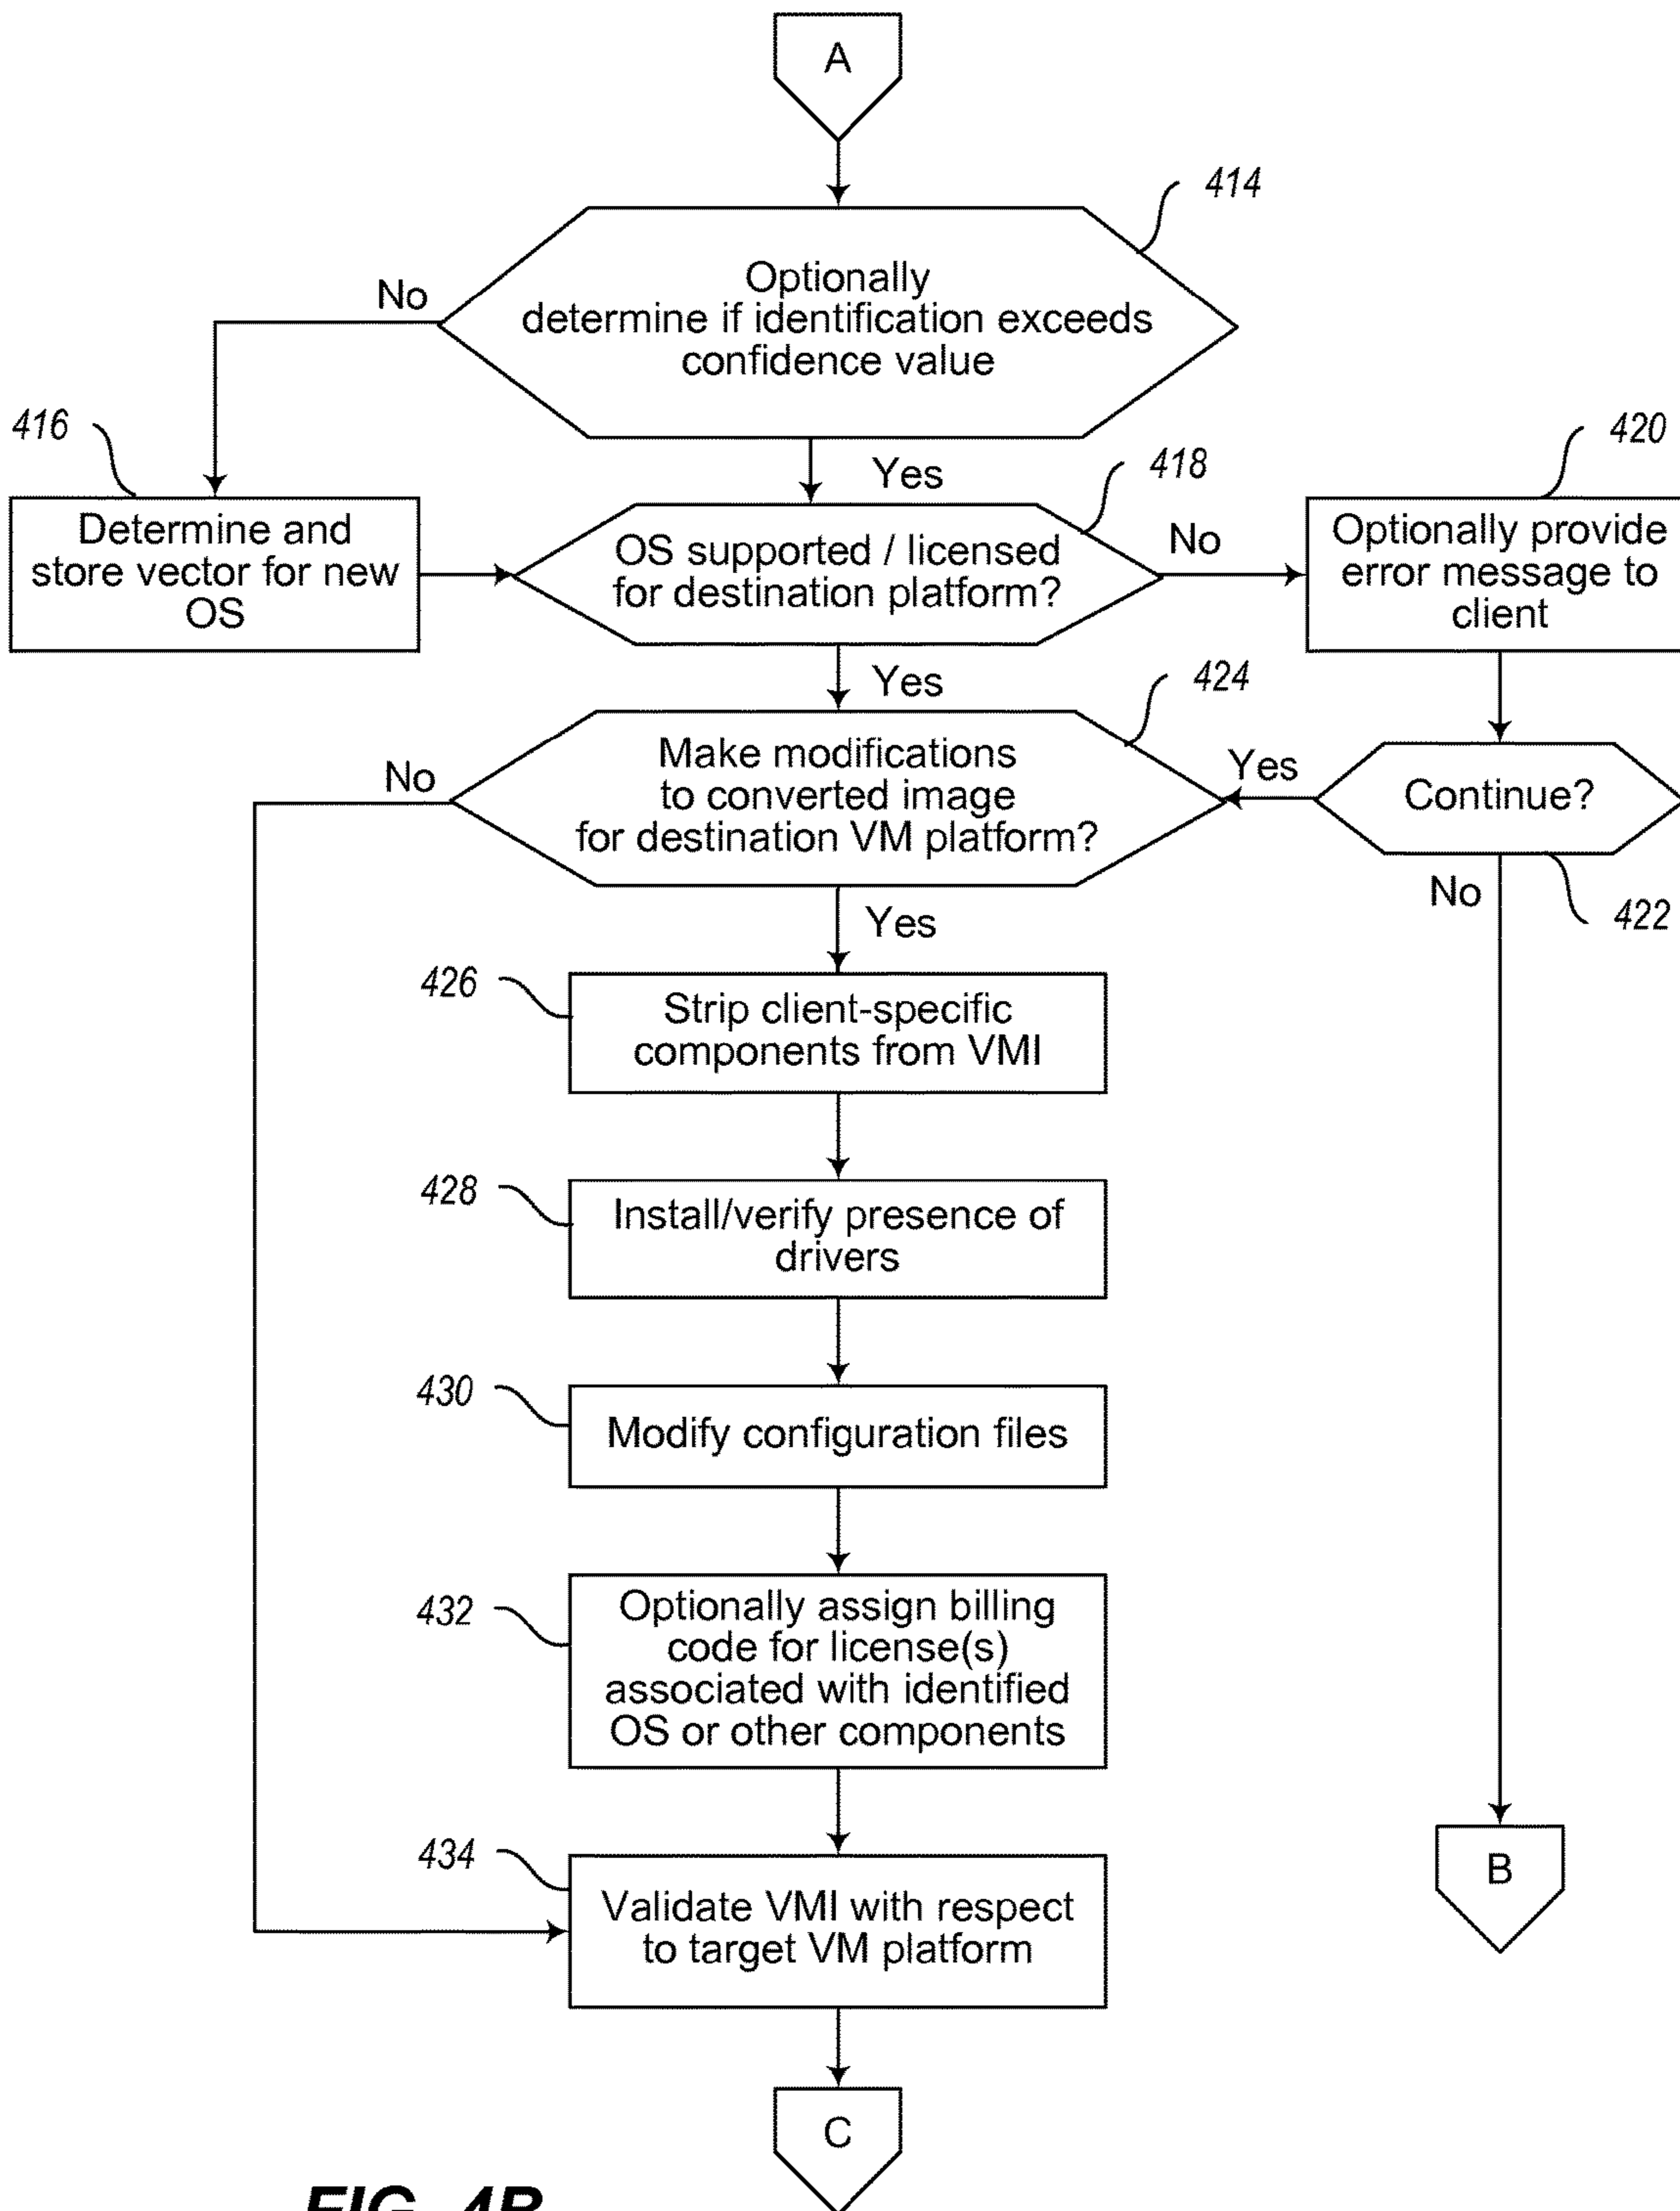 A
414
Optionally
determine if identification exceeds
confidence value
No
416
Yes
418
420
Determine and
store vector for new
OS
OS supported / licensed
for destination platform?
No
Optionally provide
error message to
client
Yes
424
Make modifications
to converted image
for destination VM platform?
No
Yes
Continue?
Yes
No
422
426
Strip client-specific
components from VMI
428
Install/verify presence of
drivers
430
Modify configuration files
432
Optionally assign billing
code for license(s)
associated with identified
OS or other components
434
Validate VMI with respect
to target VM platform
B
C
FIG. 4B